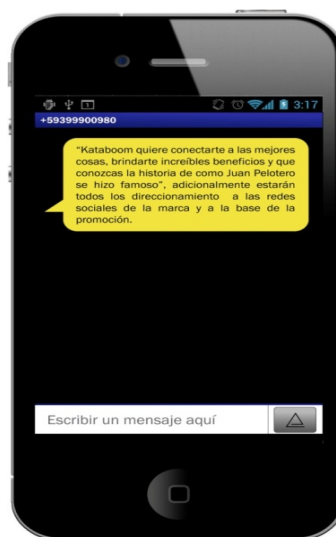 3:17
+59399900980
“Kataboom quiere conectarte a las mejores
cosas, brindarte increíbles beneficios y que
conozcas la historia de como Juan Pelotero
se hizo famoso”, adicionalmente estarán
todos los direccionamiento a las redes
sociales de la marca y a la base de la
promoción.
Escribir un mensaje aquí